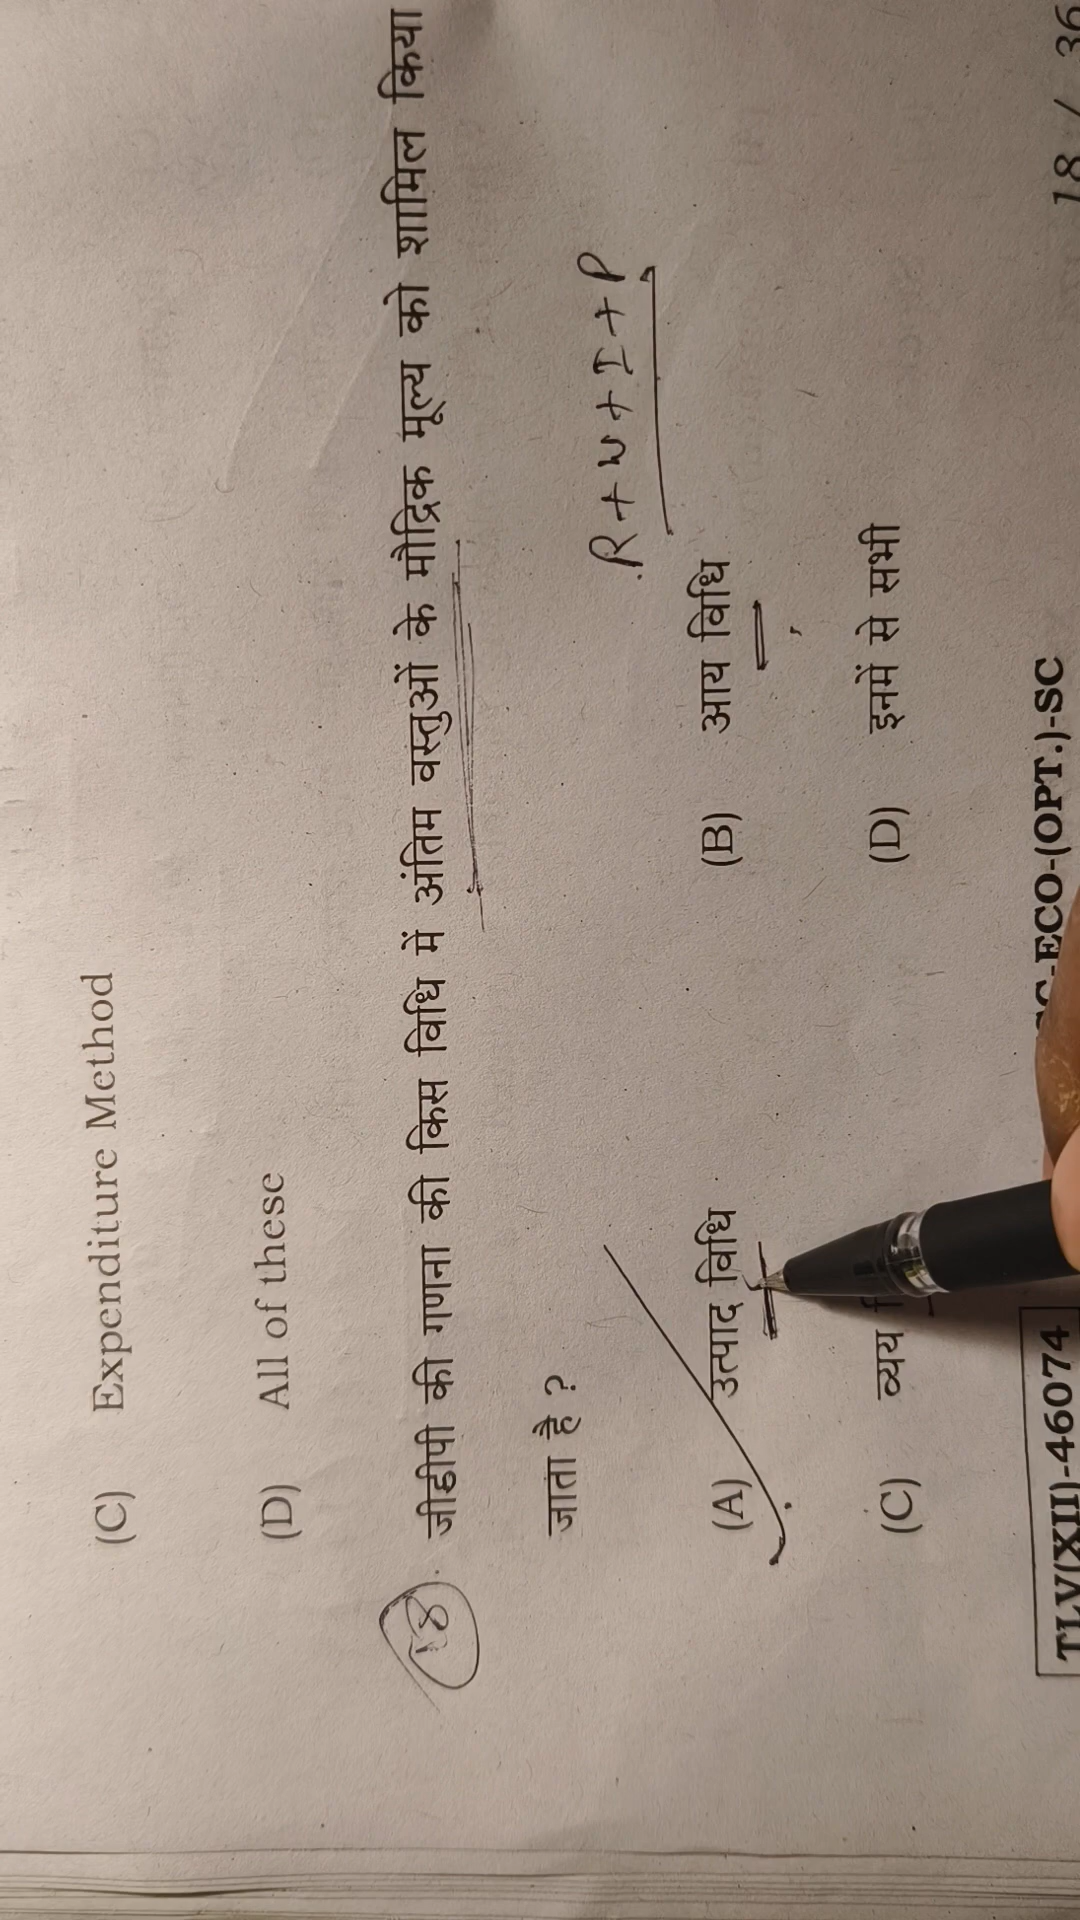 (C) Expenditure Method
(D) All of these
18. जीडीपी की गणना की किस विधि में अंतिम वस्तुओं के मौद्रिक मूल्य को शामिल किया
जाता है ?
R + W + I + P
(A) उत्पाद विधि (B) आय विधि
(C) व्यय (D) इनमें से सभी
TLV(XII)-46074 -ECO-(OPT.)-SC 18 / 36